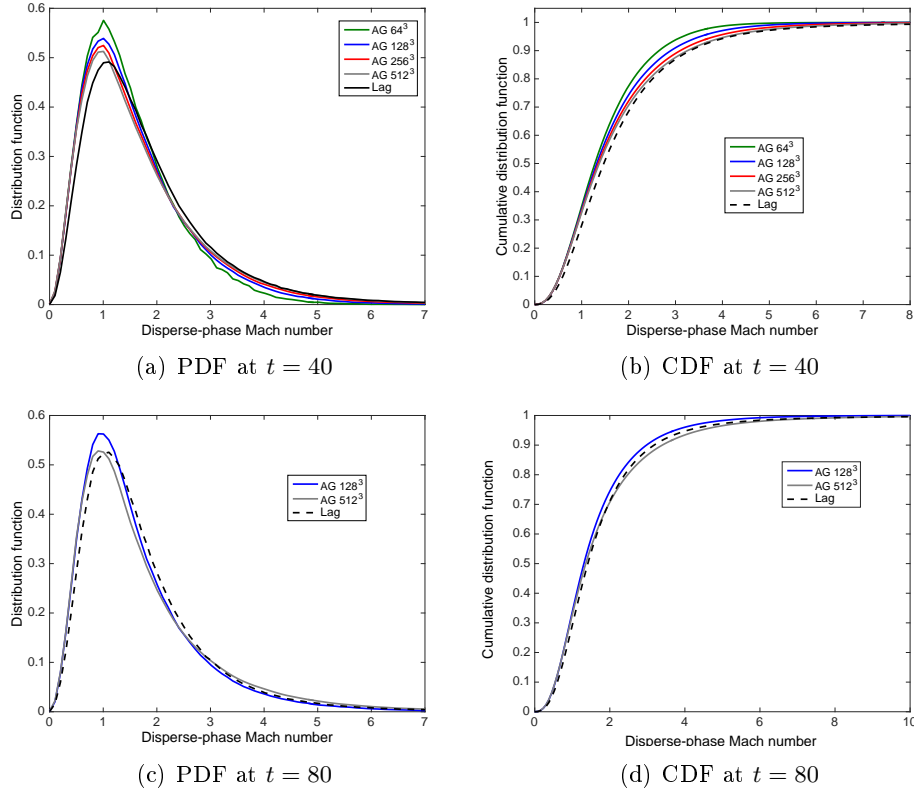 0.6
0.5
0.4
0.3
0.2
0.1
0
Distribution function
AG 64³
AG 128³
AG 256³
AG 512³
Lag
0 1 2 3 4 5 6 7
Disperse-phase Mach number
(a) PDF at t = 40
1
0.9
0.8
0.7
0.6
0.5
0.4
0.3
0.2
0.1
0
Cumulative distribution function
AG 64³
AG 128³
AG 256³
AG 512³
Lag
0 1 2 3 4 5 6 7 8
Disperse-phase Mach number
(b) CDF at t = 40
0.6
0.5
0.4
0.3
0.2
0.1
0
Distribution function
AG 128³
AG 512³
Lag
0 1 2 3 4 5 6 7
Disperse-phase Mach number
(c) PDF at t = 80
1
0.9
0.8
0.7
0.6
0.5
0.4
0.3
0.2
0.1
0
Cumulative distribution function
AG 128³
AG 512³
Lag
0 2 4 6 8 10
Disperse-phase Mach number
(d) CDF at t = 80